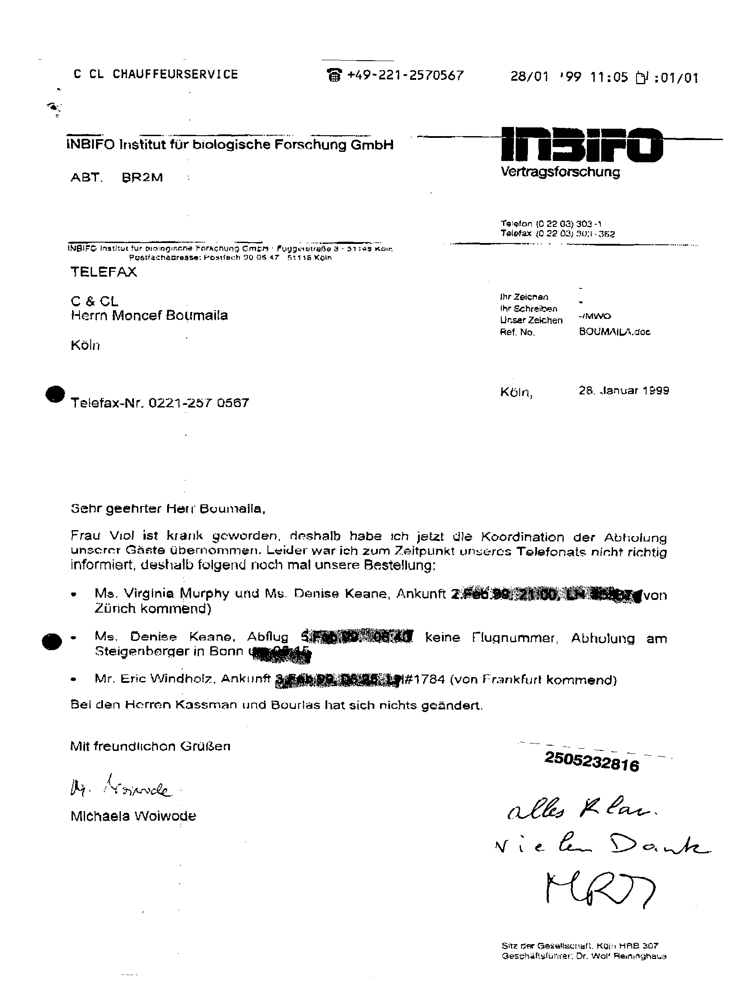 C CL CHAUFFEURSERVICE ☎ +49-221-2570567 28/01 '99 11:05 :01/01
INBIFO Institut für biologische Forschung GmbH
INBIFO
Vertragsforschung
ABT. BR2M
Telefon (0 22 03) 303-1
Telefax (0 22 03) 303-362
INBIFO Institut für biologische Forschung GmbH · Fuggerstraße 3 · 51149 Köln
Postfachadresse: Postfach 90 06 47 51116 Köln
TELEFAX
C & CL
Herrn Moncef Boumaila
Köln
Ihr Zeichen -
Ihr Schreiben -
Unser Zeichen -/MWO
Ref. No. BOUMAILA.doc
Telefax-Nr. 0221-257 0567
Köln, 28. Januar 1999
Sehr geehrter Herr Boumaila,
Frau Viol ist krank geworden, deshalb habe ich jetzt die Koordination der Abholung
unserer Gäste übernommen. Leider war ich zum Zeitpunkt unseres Telefonats nicht richtig
informiert, deshalb folgend noch mal unsere Bestellung:
• Ms. Virginia Murphy und Ms. Denise Keane, Ankunft 2.Feb.99, 21:00, LH von
Zürich kommend)
• Ms. Denise Keane, Abflug keine Flugnummer, Abholung am
Steigenberger in Bonn
• Mr. Eric Windholz, Ankunft #1784 (von Frankfurt kommend)
Bei den Herren Kassman und Bourlas hat sich nichts geändert.
Mit freundlichen Grüßen
M. Woiwode
Michaela Woiwode
2505232816
alles klar.
Vielen Dank
Sitz der Gesellschaft: Köln HRB 307
Geschäftsführer: Dr. Wolf Reininghaus